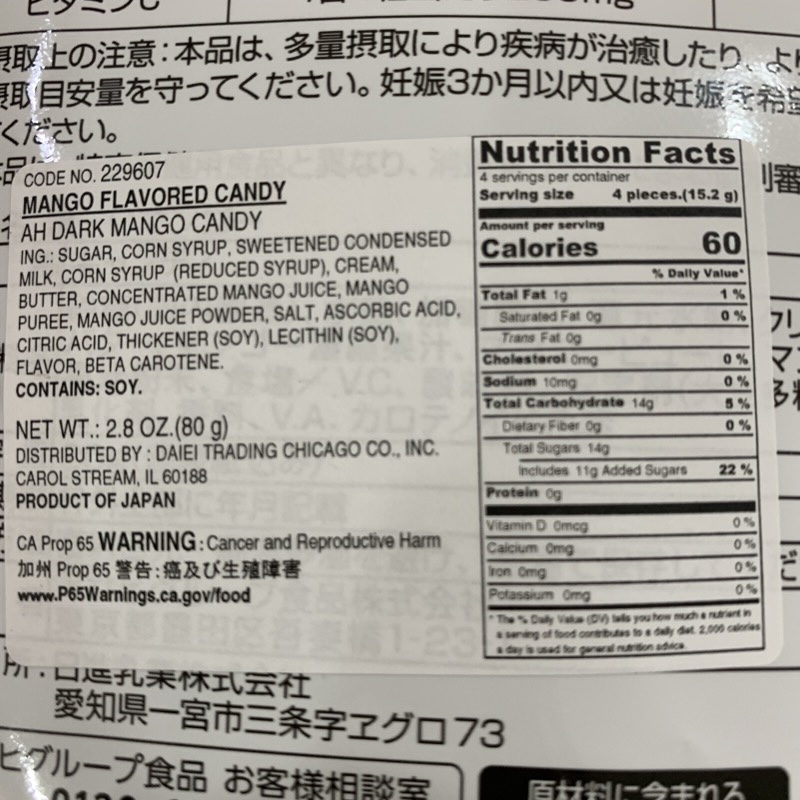 ビタミンC
摂取上の注意:本品は、多量摂取により疾病が治癒したり、より
摂取目安量を守ってください。妊娠3か月以内又は妊娠を希望
ください。
CODE NO. 229607
MANGO FLAVORED CANDY
AH DARK MANGO CANDY
ING.: SUGAR, CORN SYRUP, SWEETENED CONDENSED
MILK, CORN SYRUP (REDUCED SYRUP), CREAM,
BUTTER, CONCENTRATED MANGO JUICE, MANGO
PUREE, MANGO JUICE POWDER, SALT, ASCORBIC ACID,
CITRIC ACID, THICKENER (SOY), LECITHIN (SOY),
FLAVOR, BETA CAROTENE.
CONTAINS: SOY.
NET WT.: 2.8 OZ.(80 g)
DISTRIBUTED BY : DAIEI TRADING CHICAGO CO., INC.
CAROL STREAM, IL 60188
PRODUCT OF JAPAN
CA Prop 65 WARNING: Cancer and Reproductive Harm
加州 Prop 65 警告:癌及び生殖障害
www.P65Warnings.ca.gov/food
Nutrition Facts
4 servings per container
Serving size 4 pieces.(15.2 g)
Amount per serving
Calories 60
% Daily Value*
Total Fat 1g 1 %
Saturated Fat 0g 0 %
Trans Fat 0g
Cholesterol 0mg 0 %
Sodium 10mg 0 %
Total Carbohydrate 14g 5 %
Dietary Fiber 0g 0 %
Total Sugars 14g
Includes 11g Added Sugars 22 %
Protein 0g
Vitamin D 0mcg 0 %
Calcium 0mg 0 %
Iron 0mg 0 %
Potassium 0mg 0 %
* The % Daily Value (DV) tells you how much a nutrient in
a serving of food contributes to a daily diet. 2,000 calories
a day is used for general nutrition advice.
所:日進乳業株式会社
愛知県一宮市三条字ヱグロ73
ヒグループ食品 お客様相談室
原材料に含まれる